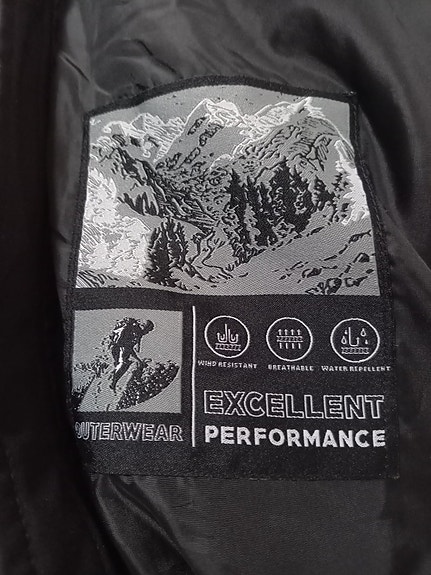 WIND RESISTANT BREATHABLE WATER REPELLENT
EXCELLENT
OUTERWEAR PERFORMANCE